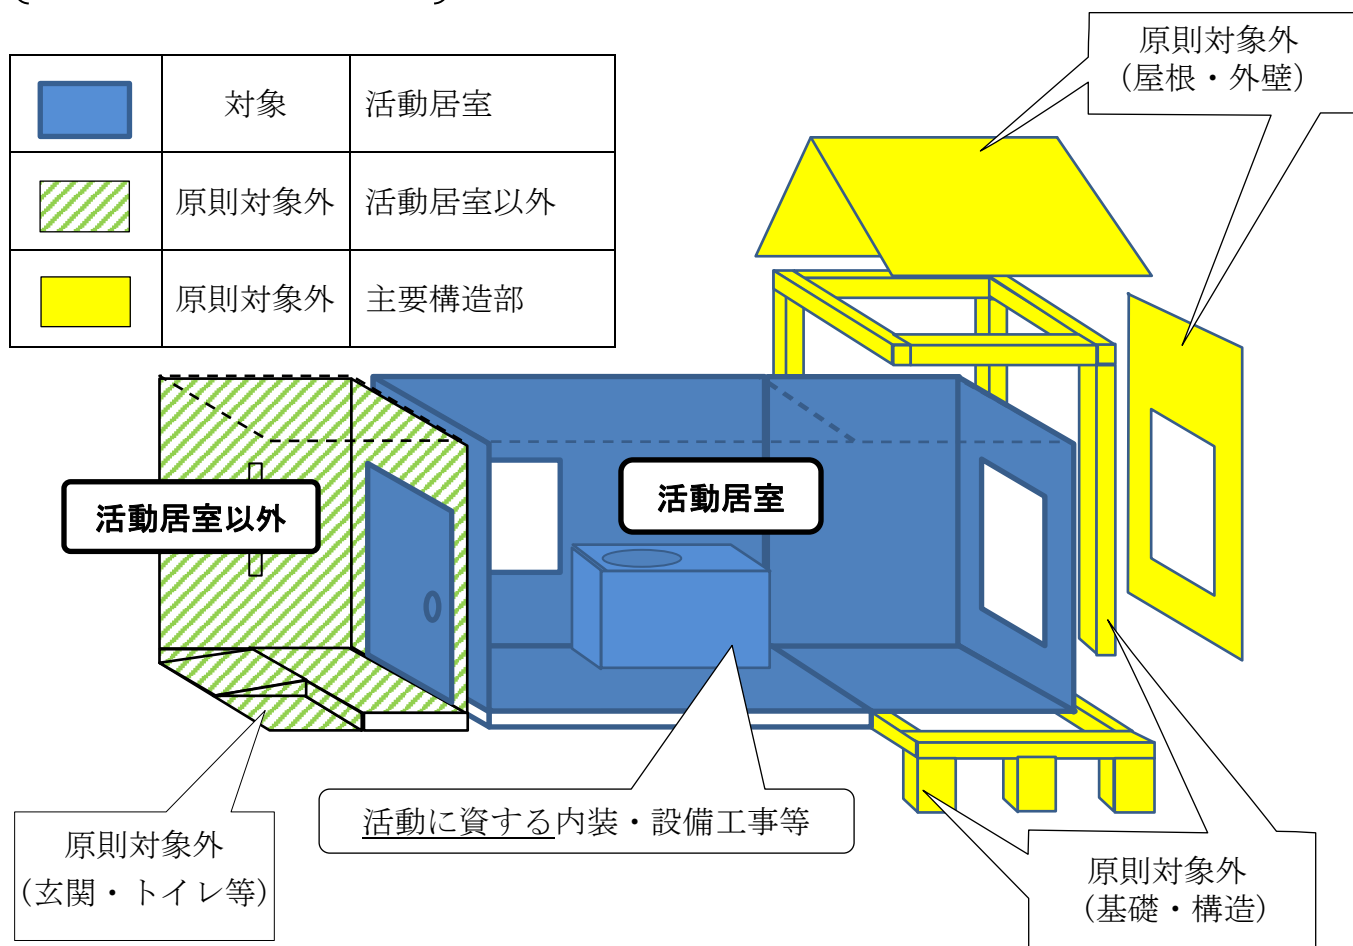 原則対象外
(屋根・外壁)
対象 活動居室
原則対象外 活動居室以外
原則対象外 主要構造部
活動居室以外
活動居室
活動に資する内装・設備工事等
原則対象外
(玄関・トイレ等)
原則対象外
(基礎・構造)